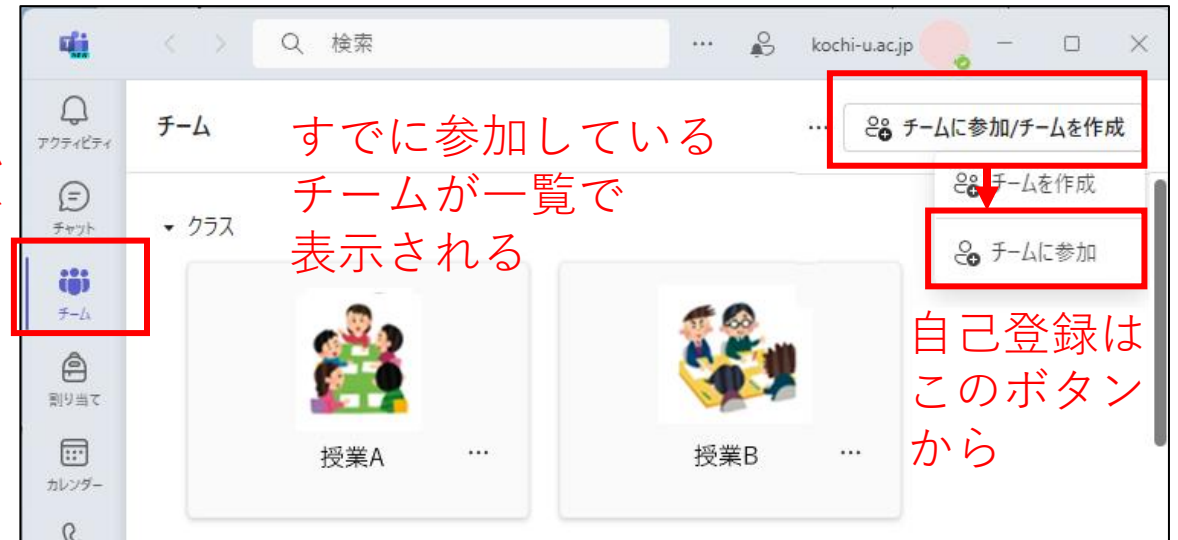 NEW
検索
kochi-u.ac.jp
アクティビティ
チーム
すでに参加している
チームが一覧で
表示される
チームに参加/チームを作成
チームを作成
チームに参加
チャット
クラス
チーム
自己登録は
このボタン
から
割り当て
授業A
授業B
カレンダー